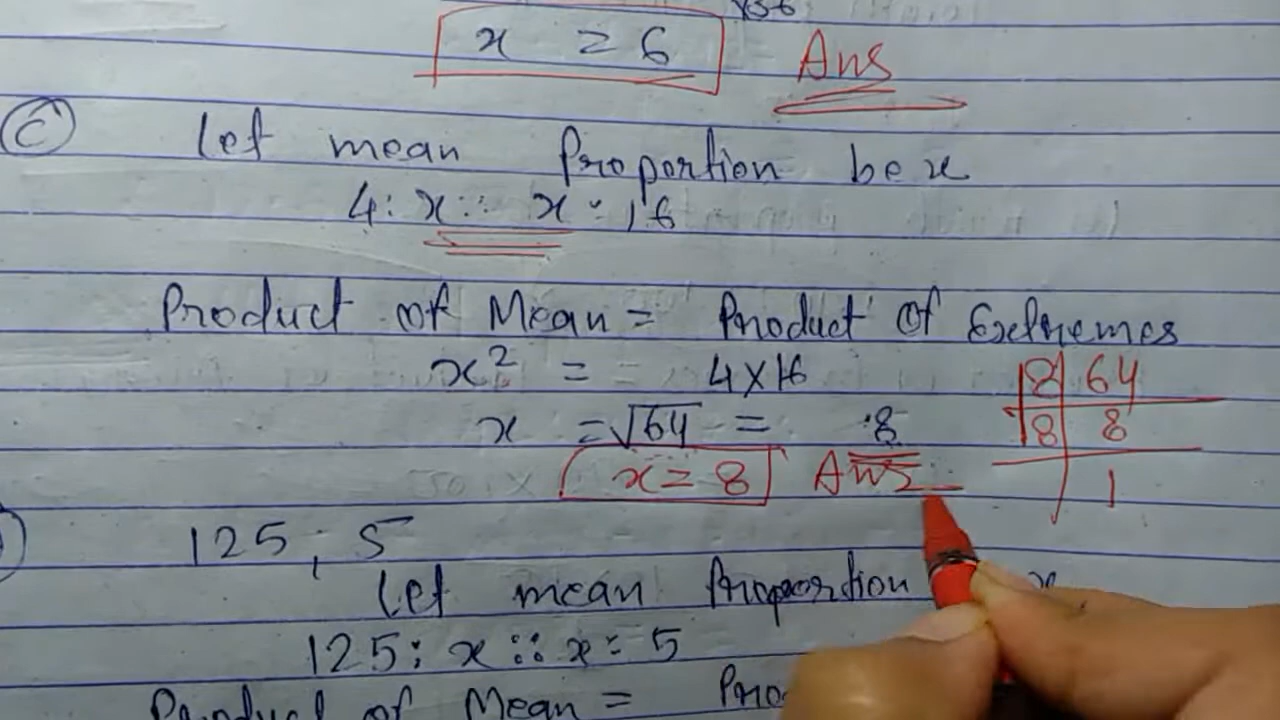 x = 6 Ans
C Let mean Proportion be x
4 : x :: x : 16
Product of Mean = Product of Extremes
x² = 4 x 16
8 64
x = √64 = 8
8 8
x = 8 Ans
1
125 , 5
Let mean Proportion x
125 : x :: x : 5
Product of Mean =